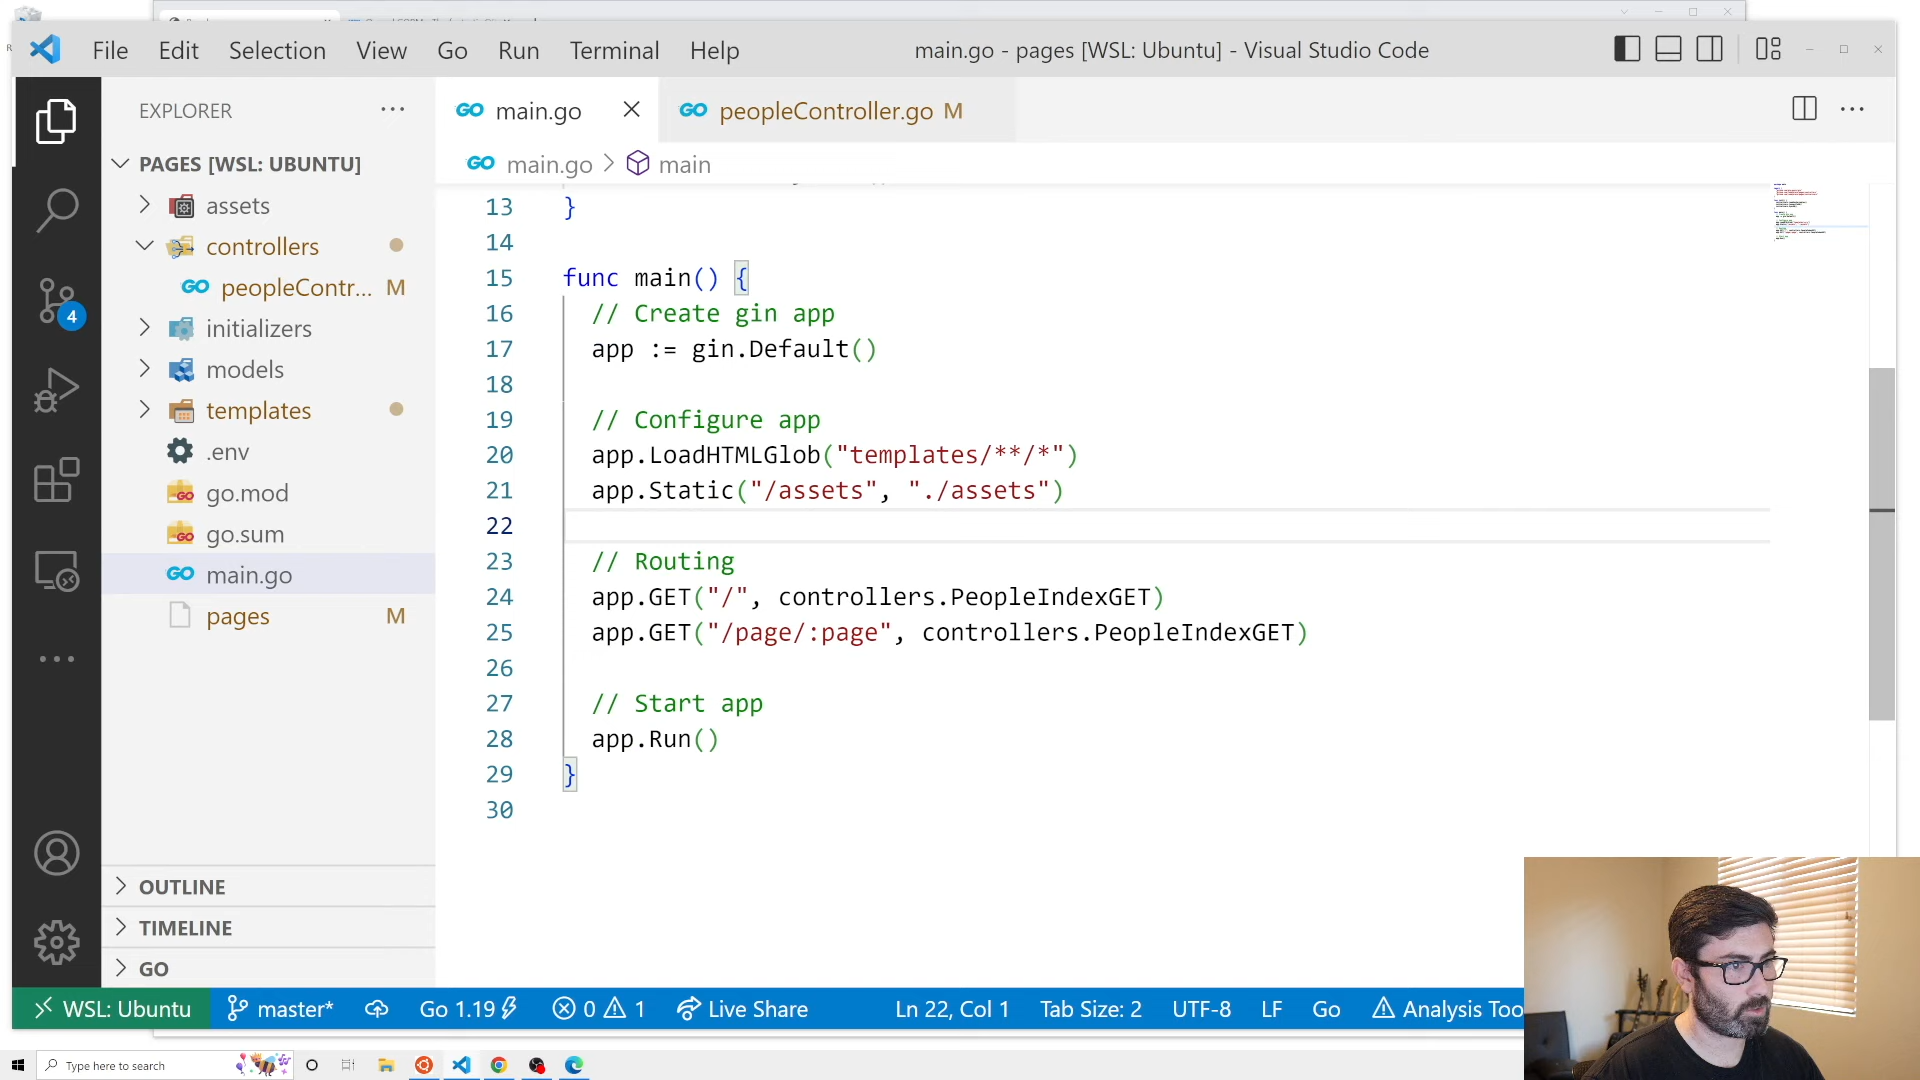 File Edit Selection View Go Run Terminal Help
main.go - pages [WSL: Ubuntu] - Visual Studio Code
EXPLORER
PAGES [WSL: UBUNTU]
assets
controllers
GO peopleContr... M
initializers
models
templates
.env
go.mod
go.sum
GO main.go
pages M
OUTLINE
TIMELINE
GO
4
GO main.go
GO peopleController.go M
GO main.go > main
13 }
14
15 func main() {
16 // Create gin app
17 app := gin.Default()
18
19 // Configure app
20 app.LoadHTMLGlob("templates/**/*")
21 app.Static("/assets", "./assets")
22
23 // Routing
24 app.GET("/", controllers.PeopleIndexGET)
25 app.GET("/page/:page", controllers.PeopleIndexGET)
26
27 // Start app
28 app.Run()
29 }
30
WSL: Ubuntu master* Go 1.19 0 1 Live Share Ln 22, Col 1 Tab Size: 2 UTF-8 LF Go Analysis Too
Type here to search